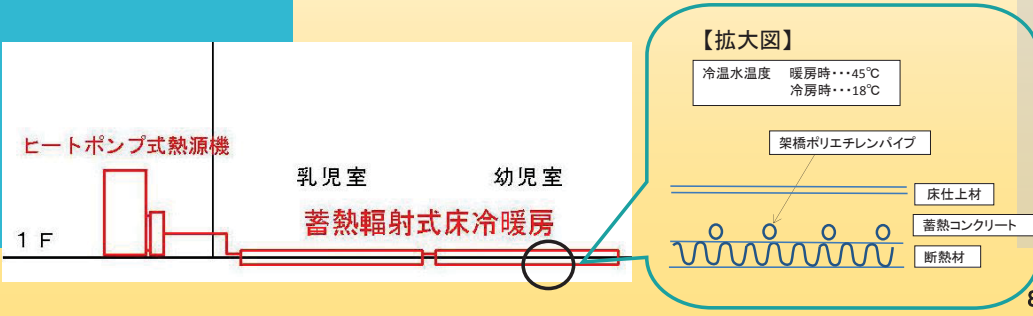 【拡大図】
冷温水温度　暖房時･･･45℃
冷房時･･･18℃
ヒートポンプ式熱源機
架橋ポリエチレンパイプ
乳児室
幼児室
床仕上材
蓄熱輻射式床冷暖房
蓄熱コンクリート
1F
断熱材